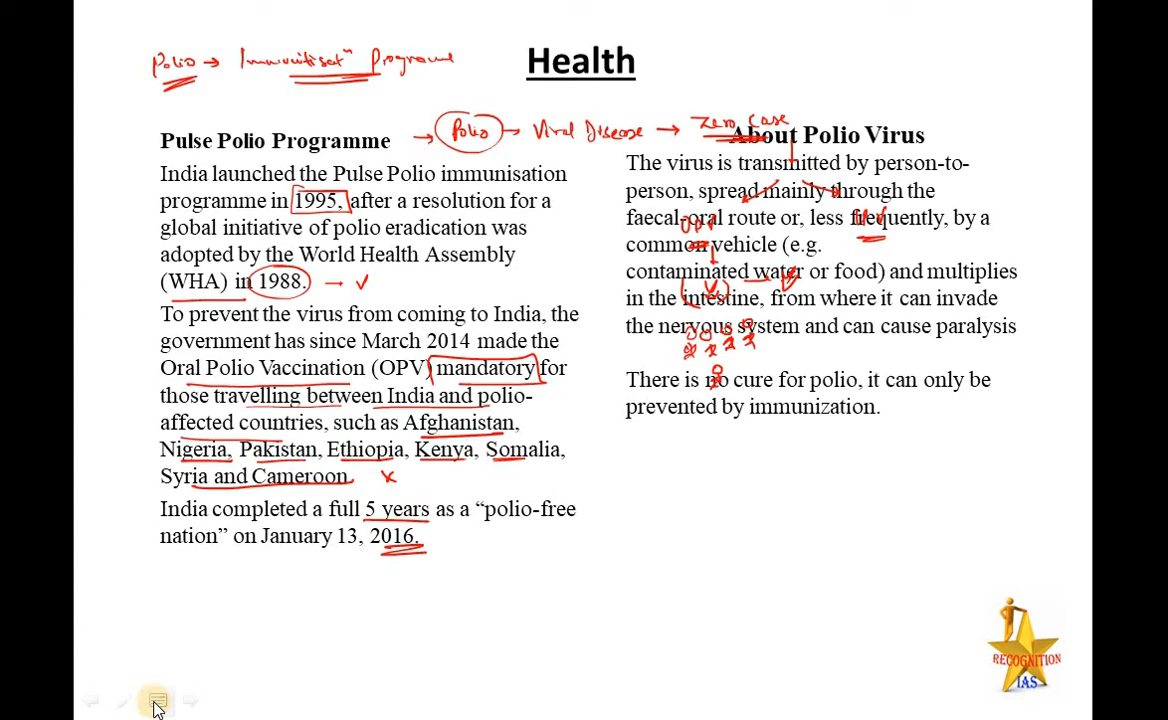 Polio → Immunitisatn Programe
Health
→ Polio → Viral Disease → Zero Case
Pulse Polio Programme
India launched the Pulse Polio immunisation
programme in 1995, after a resolution for a
global initiative of polio eradication was
adopted by the World Health Assembly
(WHA) in 1988. → ✓
To prevent the virus from coming to India, the
government has since March 2014 made the
Oral Polio Vaccination (OPV) mandatory for
those travelling between India and polio-
affected countries, such as Afghanistan,
Nigeria, Pakistan, Ethiopia, Kenya, Somalia,
Syria and Cameroon x
India completed a full 5 years as a “polio-free
nation” on January 13, 2016.
About Polio Virus
The virus is transmitted by person-to-
person, spread mainly through the
faecal-oral route or, less frequently, by a
OPV
common vehicle (e.g.
contaminated water or food) and multiplies
in the intestine, from where it can invade
the nervous system and can cause paralysis
There is no cure for polio, it can only be
prevented by immunization.
RECOGNITION
IAS